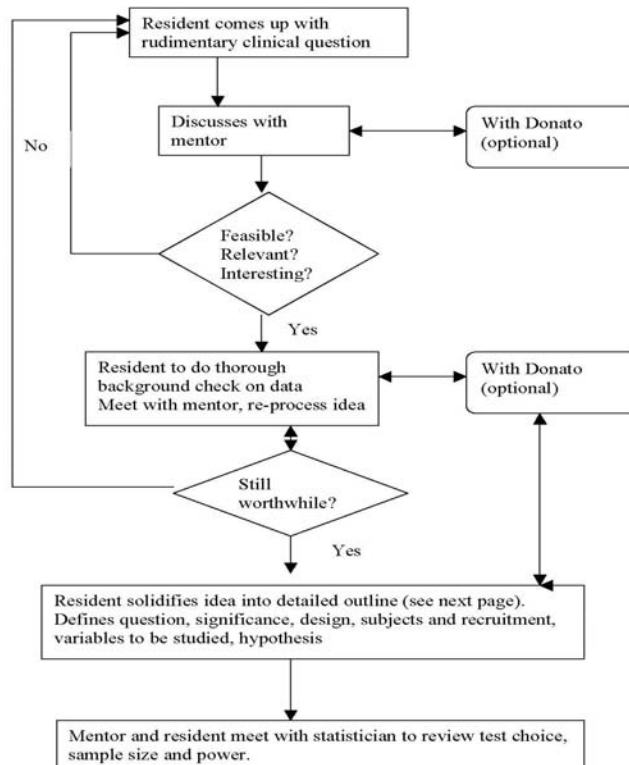 Resident comes up with
rudimentary clinical question
Discusses with
mentor
With Donato
(optional)
No
Feasible?
Relevant?
Interesting?
Yes
Resident to do thorough
background check on data
Meet with mentor, re-process idea
With Donato
(optional)
Still
worthwhile?
Yes
Resident solidifies idea into detailed outline (see next page).
Defines question, significance, design, subjects and recruitment,
variables to be studied, hypothesis
Mentor and resident meet with statistician to review test choice,
sample size and power.